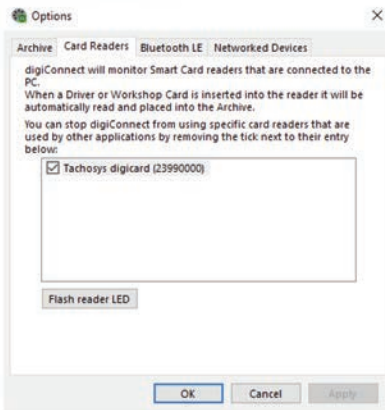 Options
Archive Card Readers Bluetooth LE Networked Devices
digiConnect will monitor Smart Card readers that are connected to the
PC.
When a Driver or Workshop Card is inserted into the reader it will be
automatically read and placed into the Archive.
You can stop digiConnect from using specific card readers that are
used by other applications by removing the tick next to their entry
below:
Tachosys digicard (23990000)
Flash reader LED
OK Cancel Apply